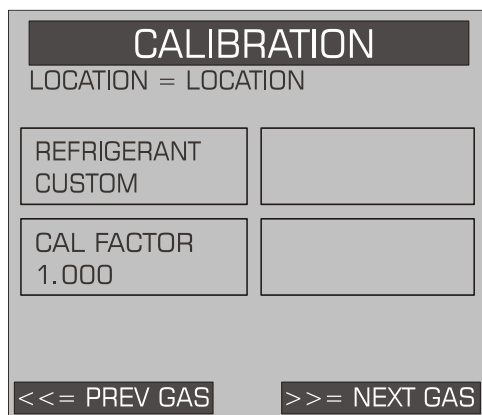 CALIBRATION
LOCATION = LOCATION
REFRIGERANT
CUSTOM
CAL FACTOR
1.000
<<= PREV GAS
>>= NEXT GAS